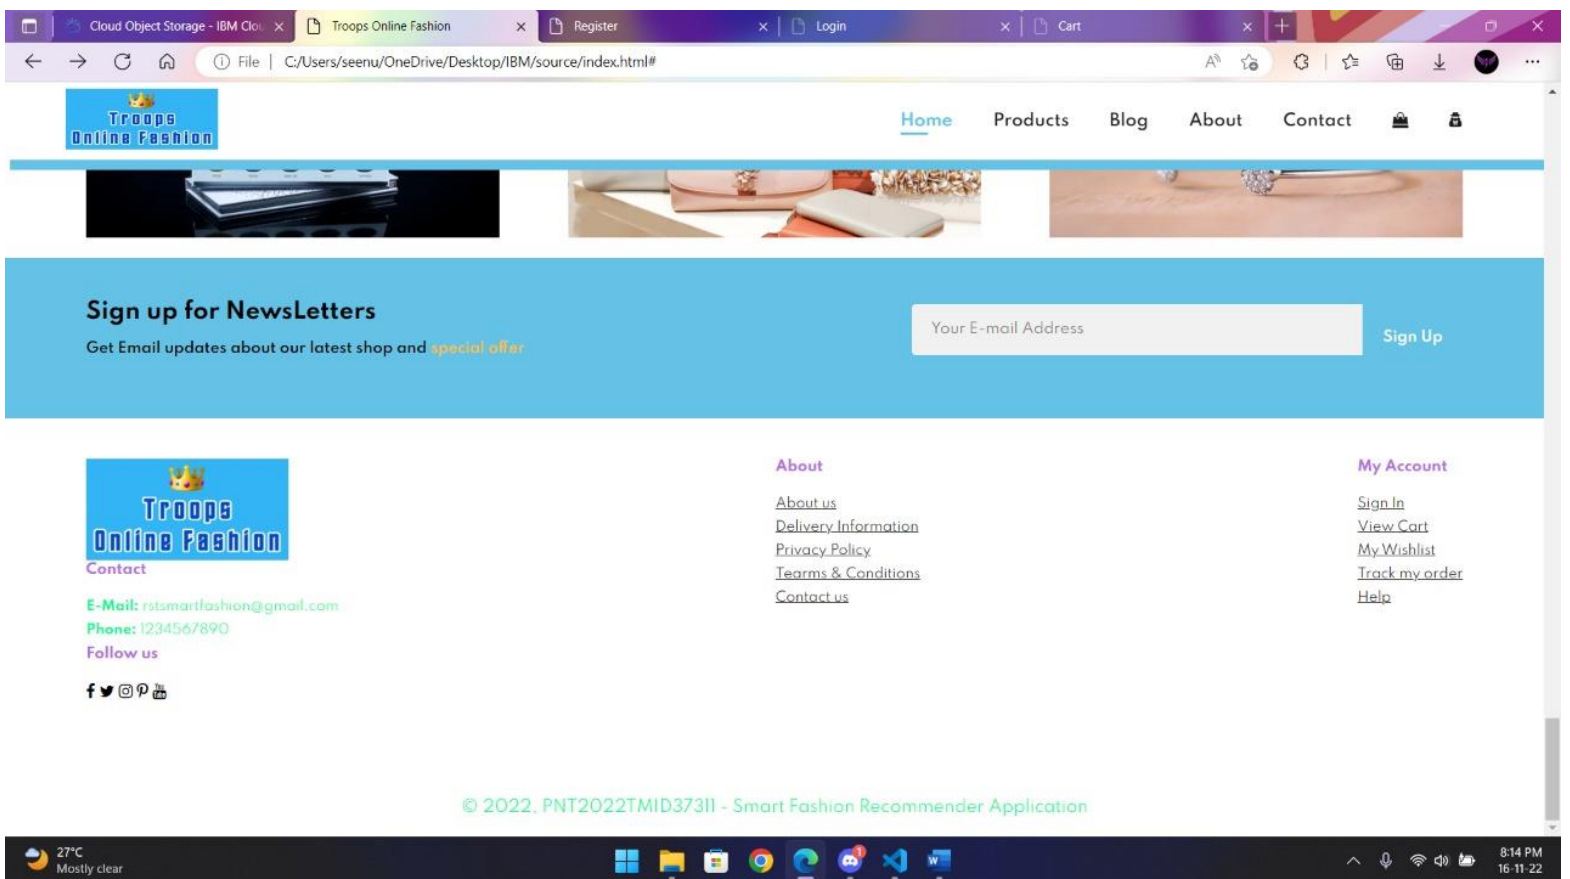 Cloud Object Storage - IBM Clou
Troops Online Fashion
Register
Login
Cart
File | C:/Users/seenu/OneDrive/Desktop/IBM/source/index.html#
Troops
Online Fashion
Home Products Blog About Contact
Sign up for NewsLetters
Get Email updates about our latest shop and special offer
Your E-mail Address
Sign Up
Troops
Online Fashion
Contact
E-Mail: rstsmartfashion@gmail.com
Phone: 1234567890
Follow us
About
About us
Delivery Information
Privacy Policy
Tearms & Conditions
Contact us
My Account
Sign In
View Cart
My Wishlist
Track my order
Help
© 2022, PNT2022TMID37311 - Smart Fashion Recommender Application
27°C
Mostly clear
8:14 PM
16-11-22